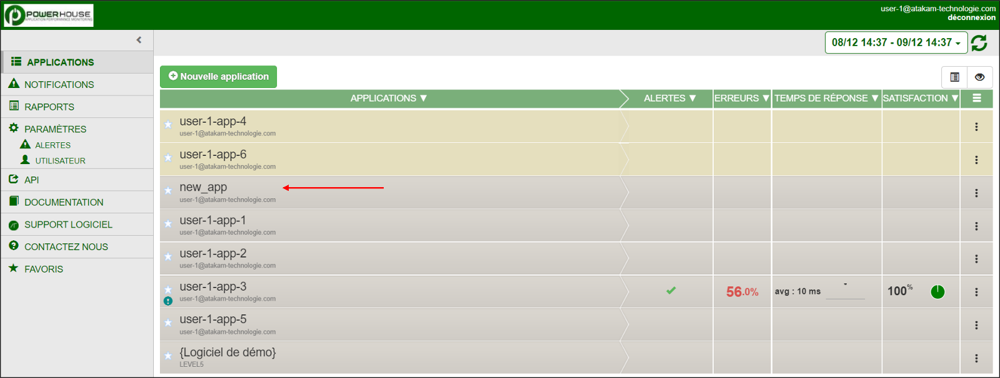 POWERHOUSE
APPLICATION PERFORMANCE MONITORING
user-1@atakam-technologie.com
déconnexion
08/12 14:37 - 09/12 14:37
APPLICATIONS
NOTIFICATIONS
RAPPORTS
PARAMÈTRES
ALERTES
UTILISATEUR
API
DOCUMENTATION
SUPPORT LOGICIEL
CONTACTEZ NOUS
FAVORIS
Nouvelle application
APPLICATIONS ▼ ALERTES ▼ ERREURS ▼ TEMPS DE RÉPONSE ▼ SATISFACTION ▼
user-1-app-4
user-1@atakam-technologie.com
user-1-app-6
user-1@atakam-technologie.com
new_app
user-1@atakam-technologie.com
user-1-app-1
user-1@atakam-technologie.com
user-1-app-2
user-1@atakam-technologie.com
user-1-app-3 56.0% avg : 10 ms 100%
user-1@atakam-technologie.com
user-1-app-5
user-1@atakam-technologie.com
{Logiciel de démo}
LEVEL5